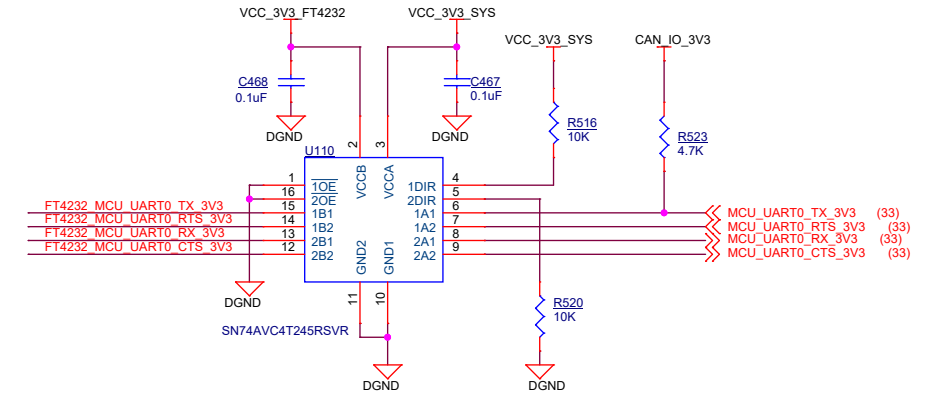 VCC_3V3_FT4232
VCC_3V3_SYS
VCC_3V3_SYS
CAN_IO_3V3
C468
0.1uF
C467
0.1uF
R516
10K
R523
4.7K
DGND
DGND
U110
2
3
VCCB
VCCA
1
1OE
1DIR
4
16
2OE
2DIR
5
FT4232_MCU_UART0_TX_3V3
15
1B1
1A1
6
MCU_UART0_TX_3V3 (33)
FT4232_MCU_UART0_RTS_3V3
14
1B2
1A2
7
MCU_UART0_RTS_3V3 (33)
FT4232_MCU_UART0_RX_3V3
13
2B1
2A1
8
MCU_UART0_RX_3V3 (33)
FT4232_MCU_UART0_CTS_3V3
12
2B2
2A2
9
MCU_UART0_CTS_3V3 (33)
GND2
GND1
11
10
DGND
R520
10K
SN74AVC4T245RSVR
DGND
DGND